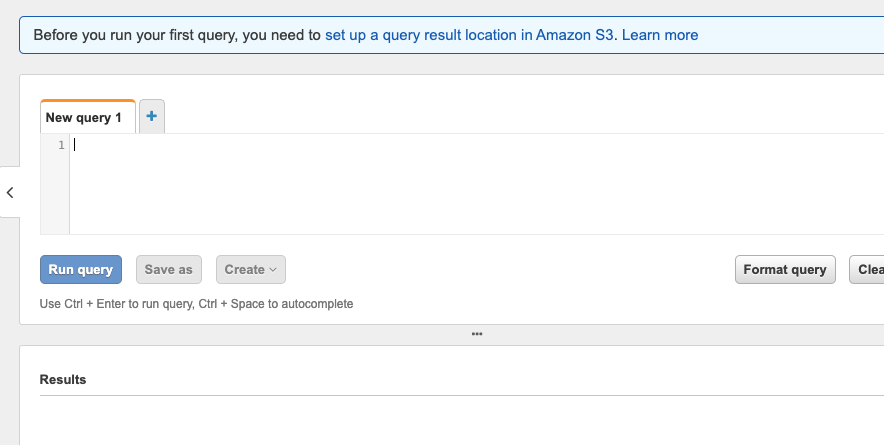 Before you run your first query, you need to set up a query result location in Amazon S3. Learn more
New query 1 +
1
Run query Save as Create Format query Clea
Use Ctrl + Enter to run query, Ctrl + Space to autocomplete
Results